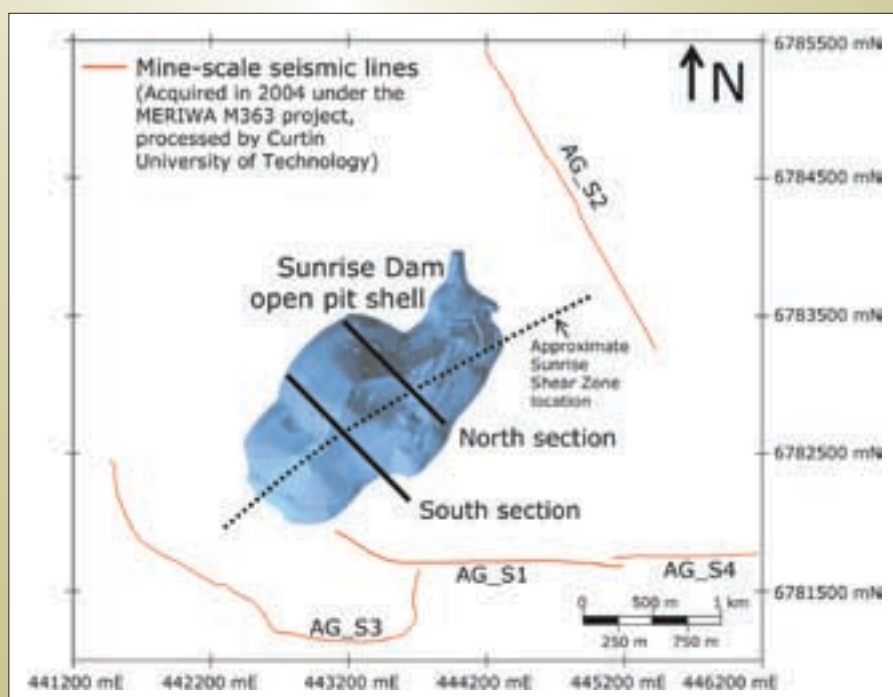 Mine-scale seismic lines
(Acquired in 2004 under the
MERIWA M363 project,
processed by Curtin
University of Technology)
N
6785500 mN
AG_S2
6784500 mN
Sunrise Dam
open pit shell
6783500 mN
Approximate
Sunrise
Shear Zone
location
North section
6782500 mN
South section
AG_S1
AG_S4
6781500 mN
AG_S3
0 500 m 1 km
250 m 750 m
441200 mE 442200 mE 443200 mE 444200 mE 445200 mE 446200 mE